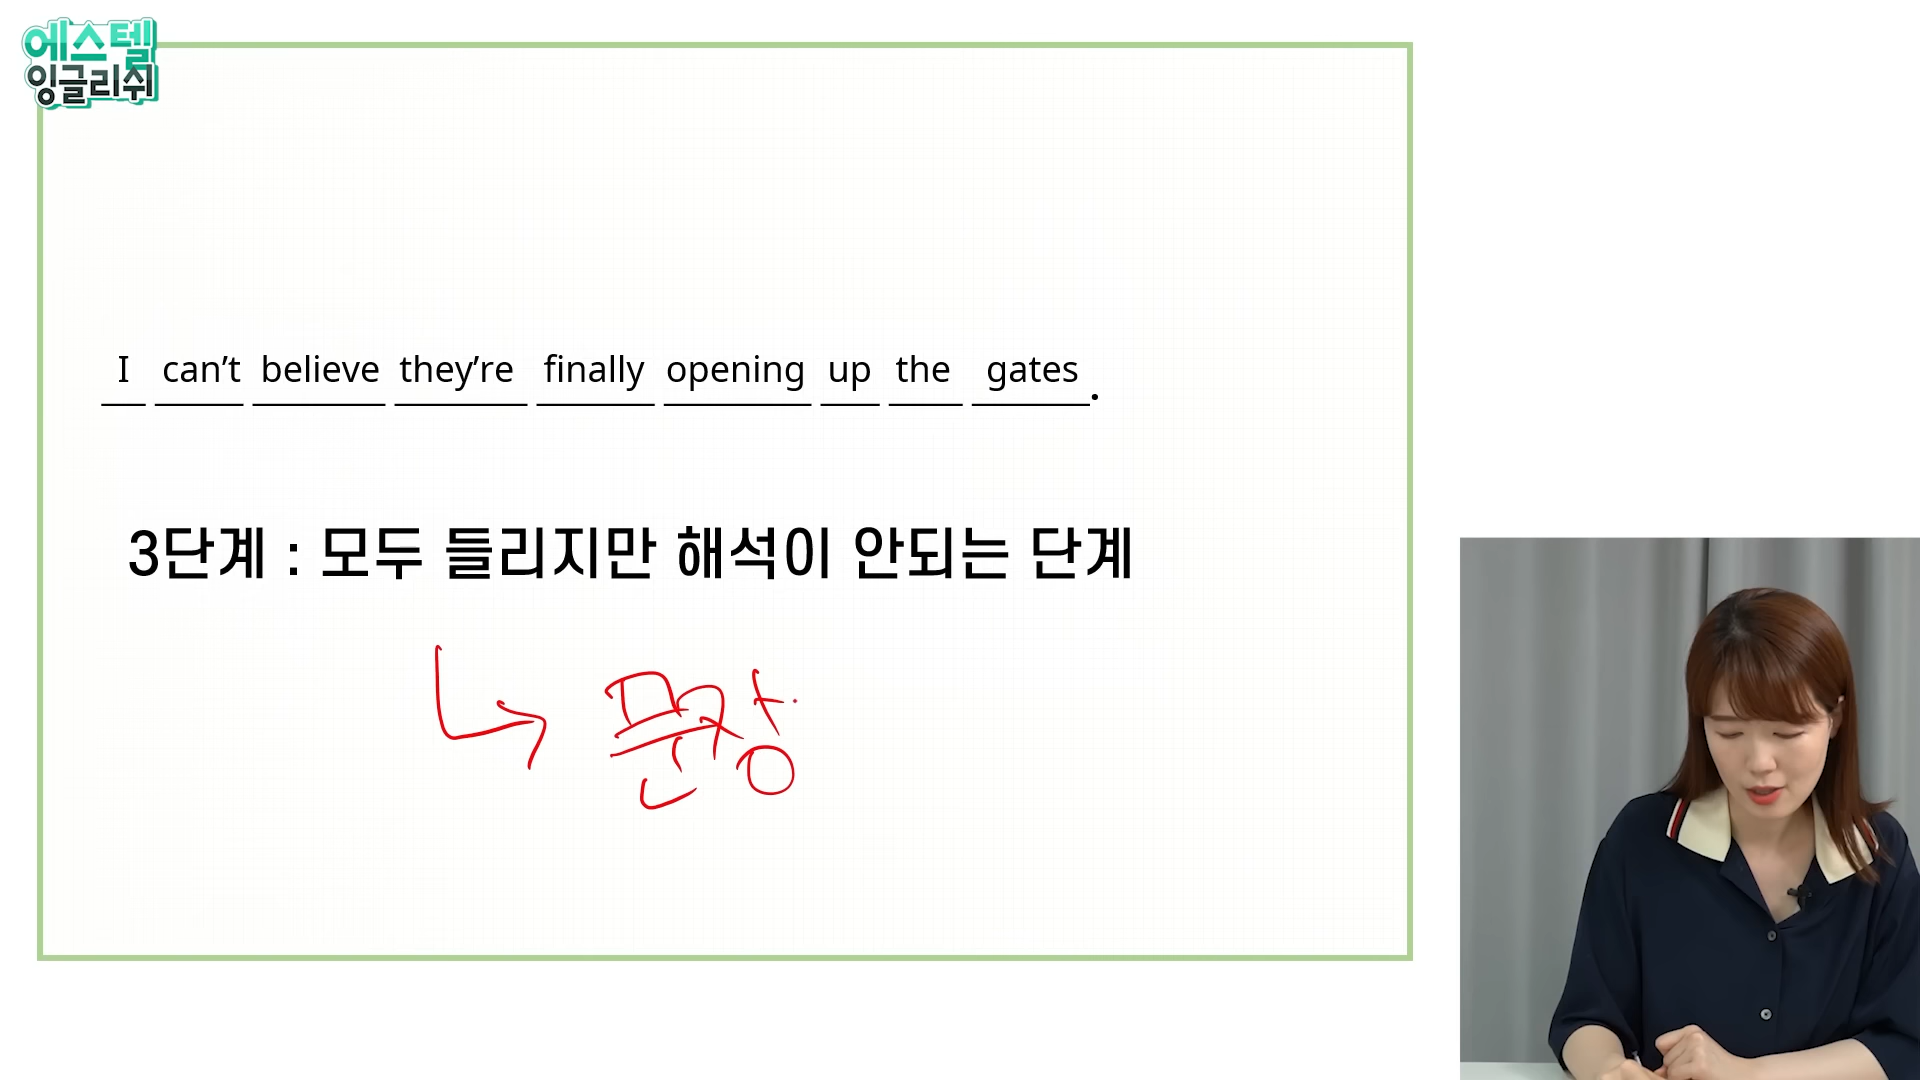 에스텔
잉글리쉬
I can't believe they're finally opening up the gates.
3단계 : 모두 들리지만 해석이 안되는 단계
문장